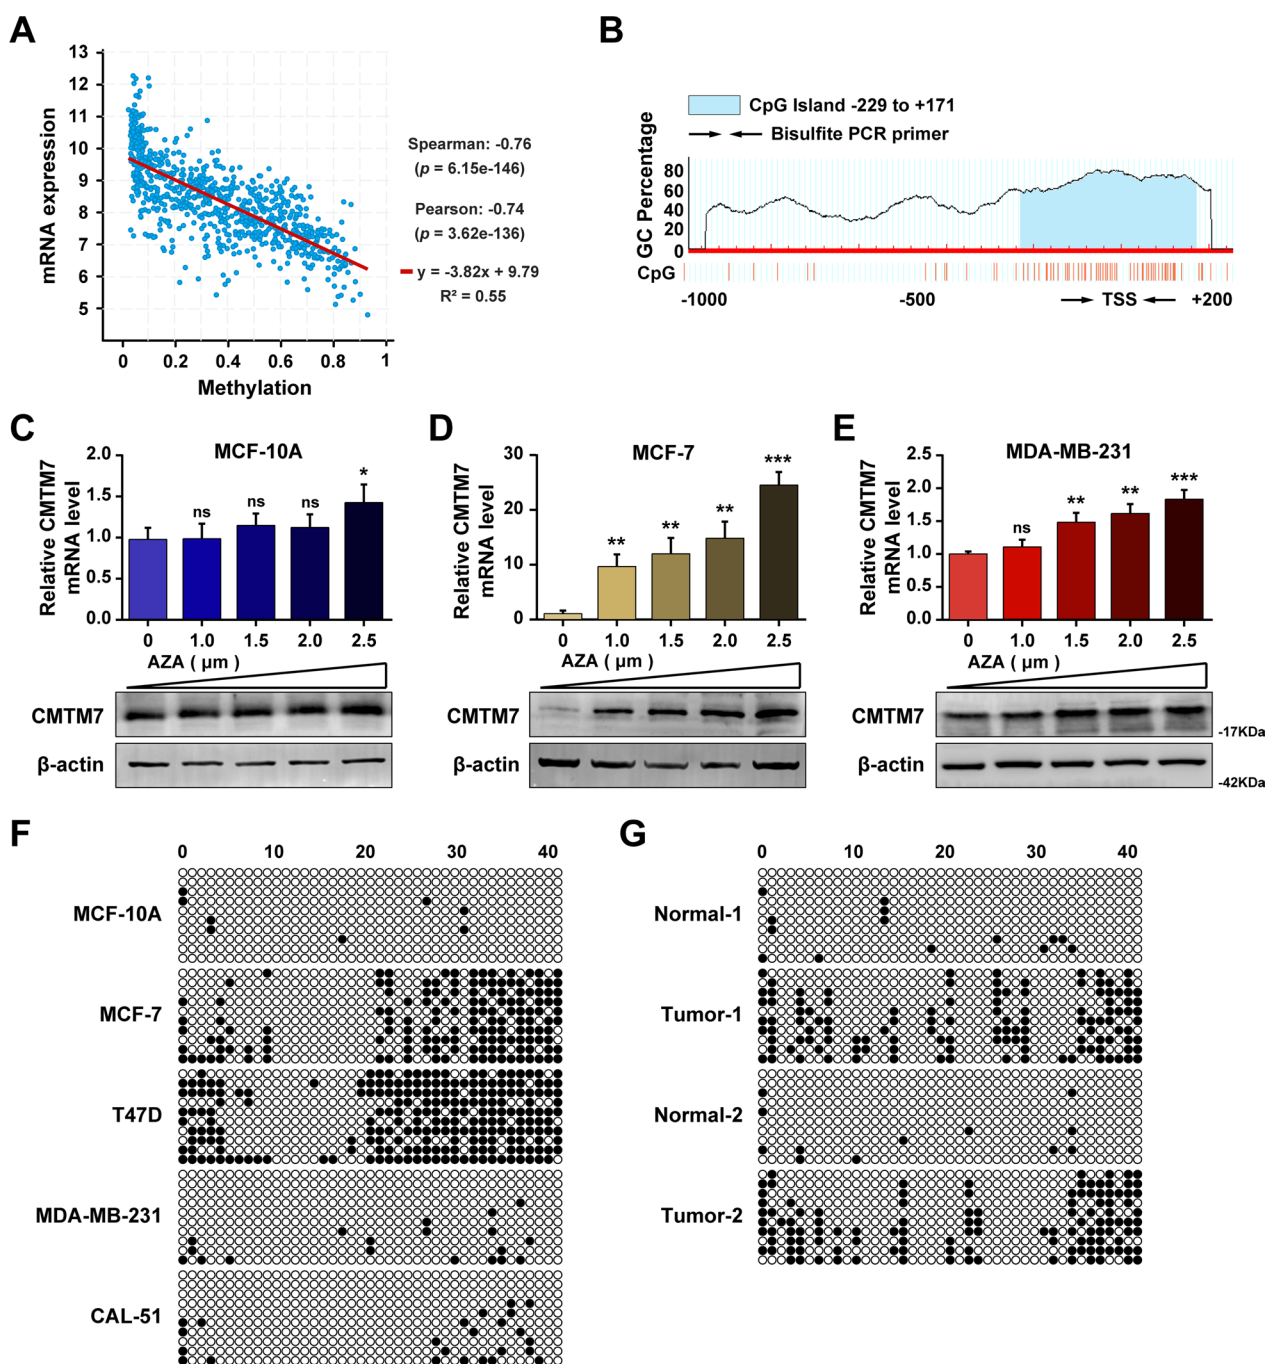 A
13
12
11
10
9
8
7
6
5
mRNA expression
0 0.2 0.4 0.6 0.8 1
Methylation
Spearman: -0.76
(p = 6.15e-146)
Pearson: -0.74
(p = 3.62e-136)
y = -3.82x + 9.79
R² = 0.55
B
CpG Island -229 to +171
Bisulfite PCR primer
GC Percentage
80
60
40
20
0
CpG
-1000 -500 TSS +200
C
MCF-10A
Relative CMTM7
mRNA level
2.0
1.5
1.0
0.5
0.0
ns ns ns *
0 1.0 1.5 2.0 2.5
AZA ( µm )
CMTM7
β-actin
D
MCF-7
Relative CMTM7
mRNA level
30
20
10
0
** ** ** ***
0 1.0 1.5 2.0 2.5
AZA ( µm )
CMTM7
β-actin
E
MDA-MB-231
Relative CMTM7
mRNA level
2.5
2.0
1.5
1.0
0.5
0.0
ns ** ** ***
0 1.0 1.5 2.0 2.5
AZA ( µm )
CMTM7
-17KDa
β-actin
-42KDa
F
0 10 20 30 40
MCF-10A
MCF-7
T47D
MDA-MB-231
CAL-51
G
0 10 20 30 40
Normal-1
Tumor-1
Normal-2
Tumor-2